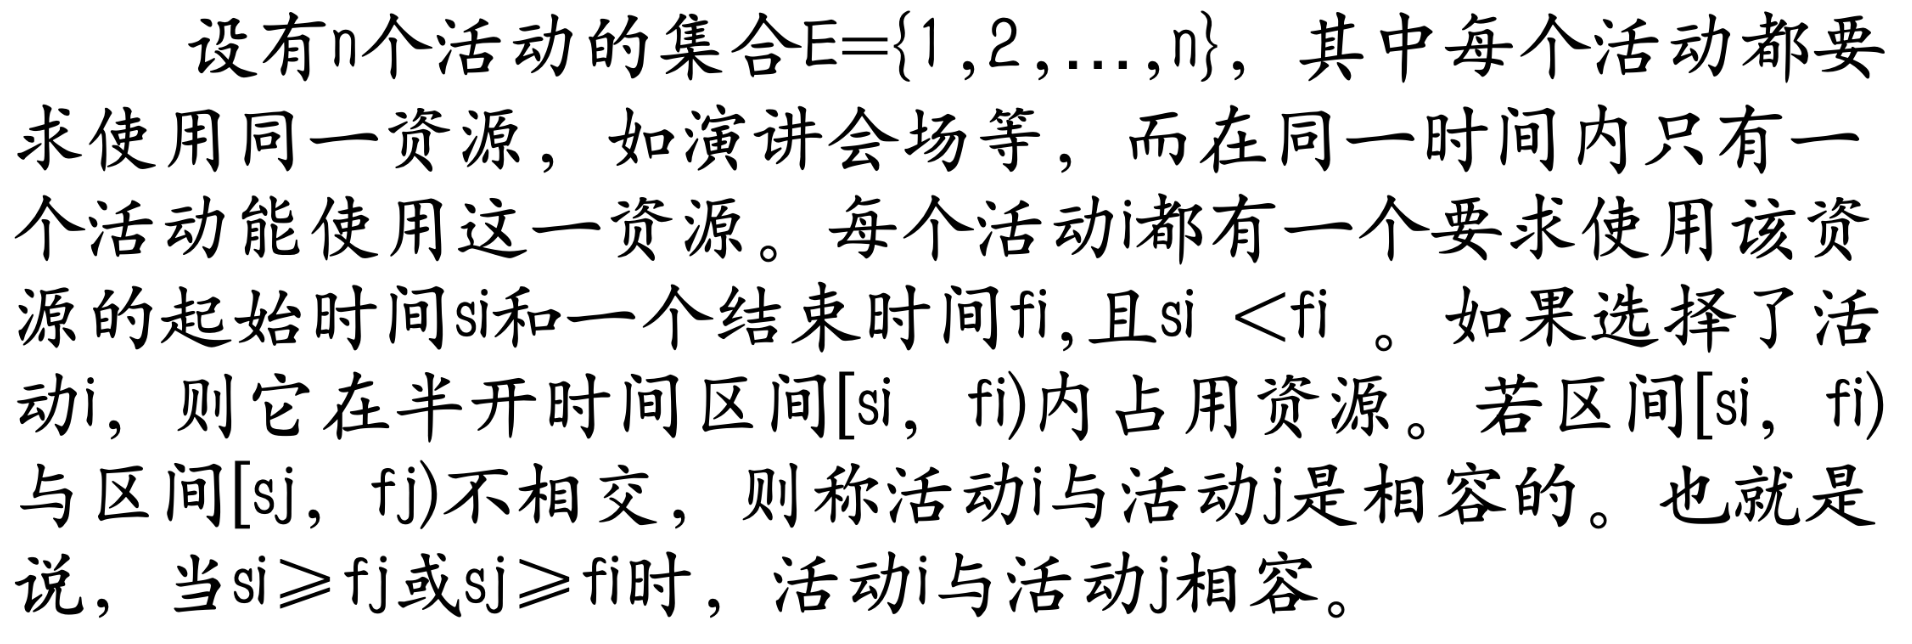 设有n个活动的集合E={1,2,...,n}，其中每个活动都要
求使用同一资源，如演讲会场等，而在同一时间内只有一
个活动能使用这一资源。每个活动i都有一个要求使用该资
源的起始时间si和一个结束时间fi,且si <fi 。如果选择了活
动i，则它在半开时间区间[si，fi)内占用资源。若区间[si，fi)
与区间[sj，fj)不相交，则称活动i与活动j是相容的。也就是
说，当si≥fj或sj≥fi时，活动i与活动j相容。